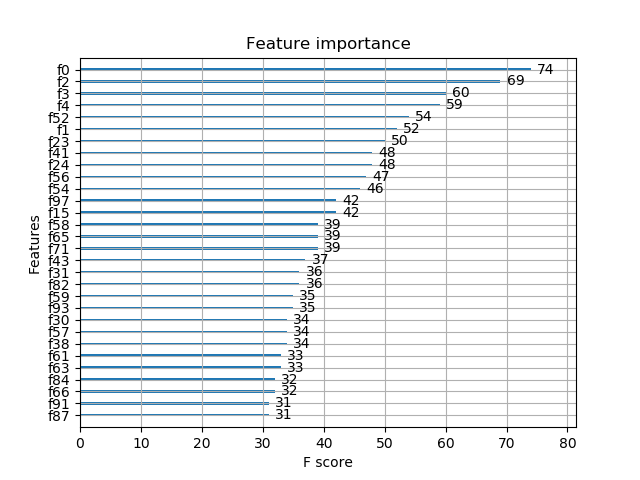 Feature importance
f0 74
f2 69
f3 60
f4 59
f52 54
f1 52
f23 50
f41 48
f24 48
f56 47
f54 46
f97 42
f15 42
f58 39
f65 39
f71 39
f43 37
f31 36
f82 36
f59 35
f93 35
f30 34
f57 34
f38 34
f61 33
f63 33
f84 32
f66 32
f91 31
f87 31
Features
0 10 20 30 40 50 60 70 80
F score